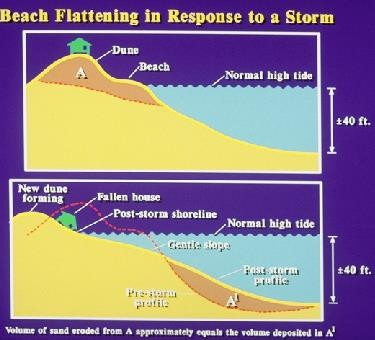 Beach Flattening in Response to a Storm
Dune
Beach
A
Normal high tide
±40 ft.
New dune
forming
Fallen house
Post-storm shoreline
Normal high tide
Gentle slope
Post-storm
profile
±40 ft.
Pre-storm
profile
A¹
Volume of sand eroded from A approximately equals the volume deposited in A¹